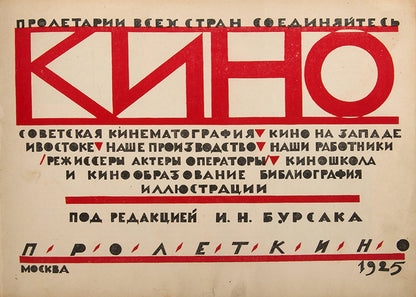 ПРОЛЕТАРИИ ВСЕХ СТРАН СОЕДИНЯЙТЕСЬ
КИНО
СОВЕТСКАЯ КИНЕМАТОГРАФИЯ▼КИНО НА ЗАПАДЕ
И ВОСТОКЕ▼НАШЕ ПРОИЗВОДСТВО▼НАШИ РАБОТНИКИ
/РЕЖИССЕРЫ АКТЕРЫ ОПЕРАТОРЫ/▼КИНОШКОЛА
И КИНООБРАЗОВАНИЕ БИБЛИОГРАФИЯ
ИЛЛЮСТРАЦИИ
ПОД РЕДАКЦИЕЙ И.Н. БУРСАКА
П/Р/О/Л/Е/Т/К/И/Н/О
МОСКВА 1925